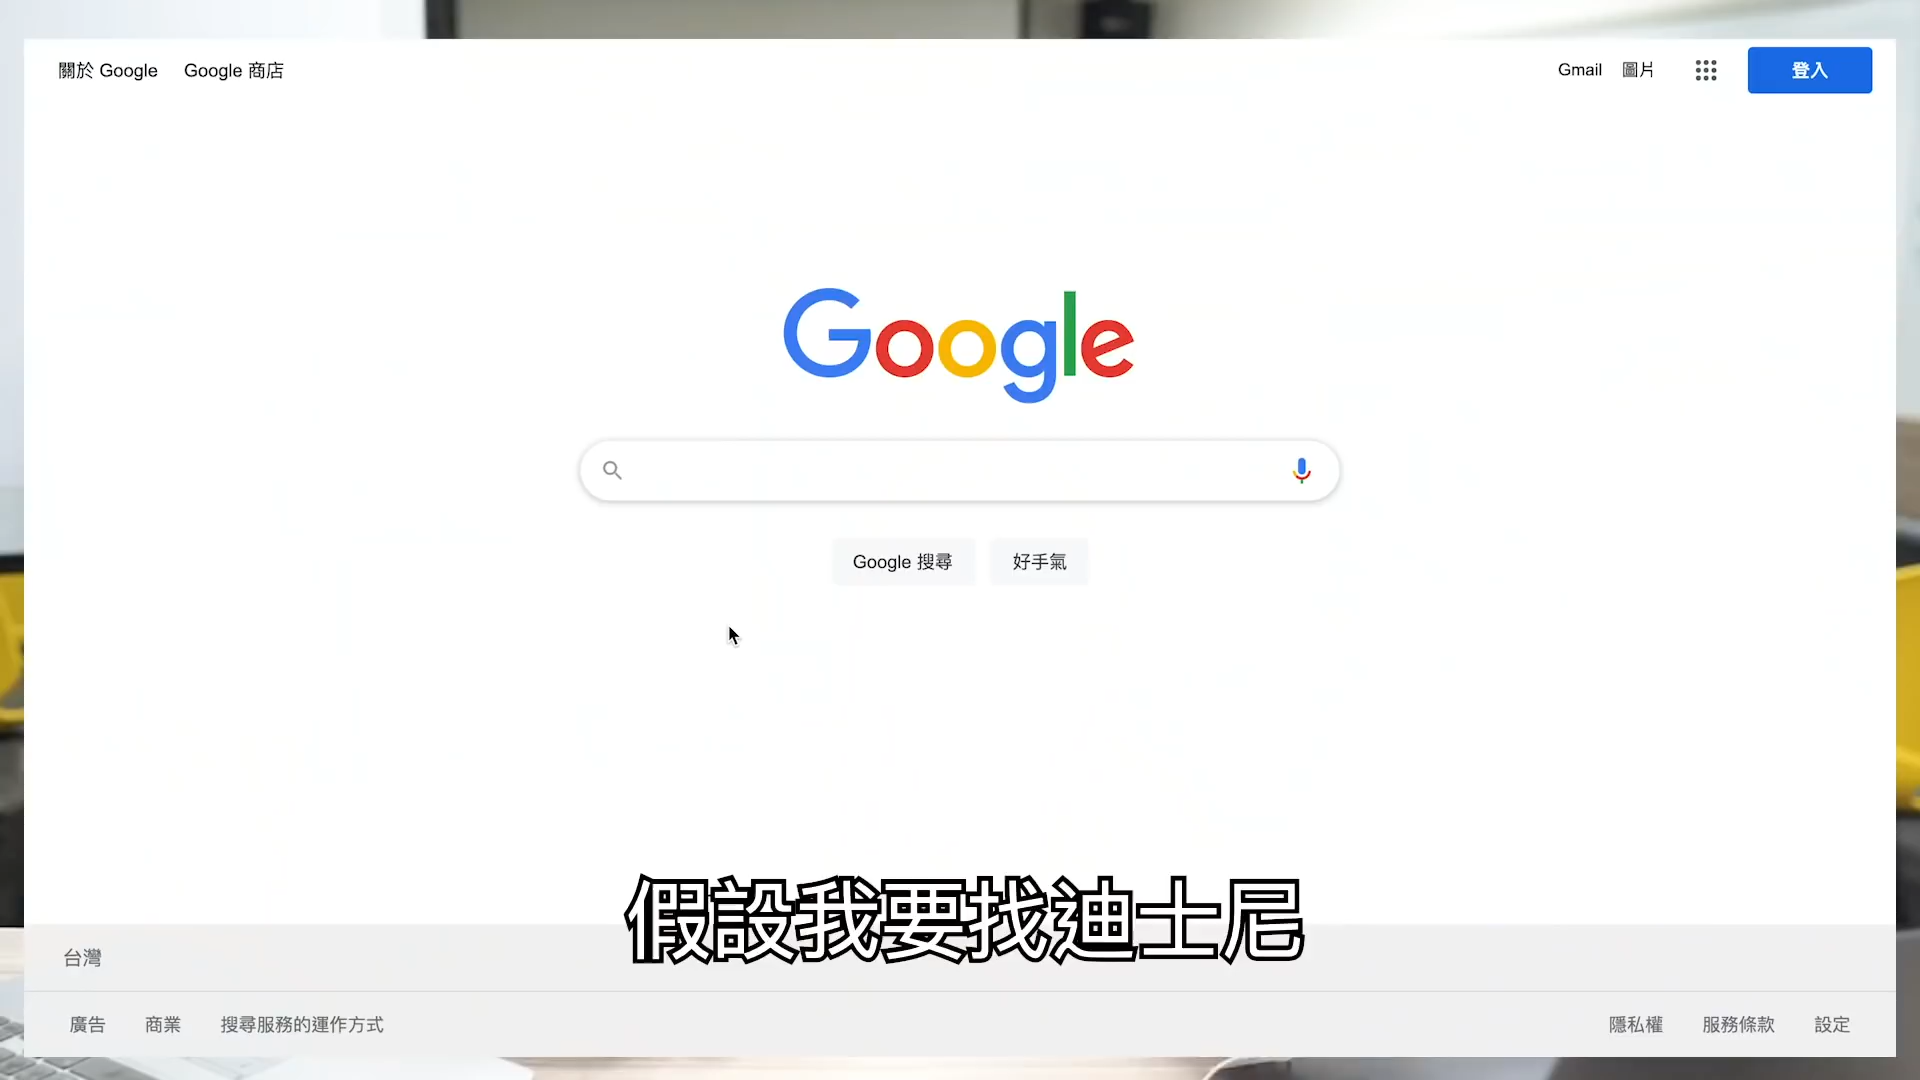 關於 Google
Google 商店
Gmail
圖片
登入
Google
Google 搜尋
好手氣
假設我要找迪士尼
台灣
廣告
商業
搜尋服務的運作方式
隱私權
服務條款
設定